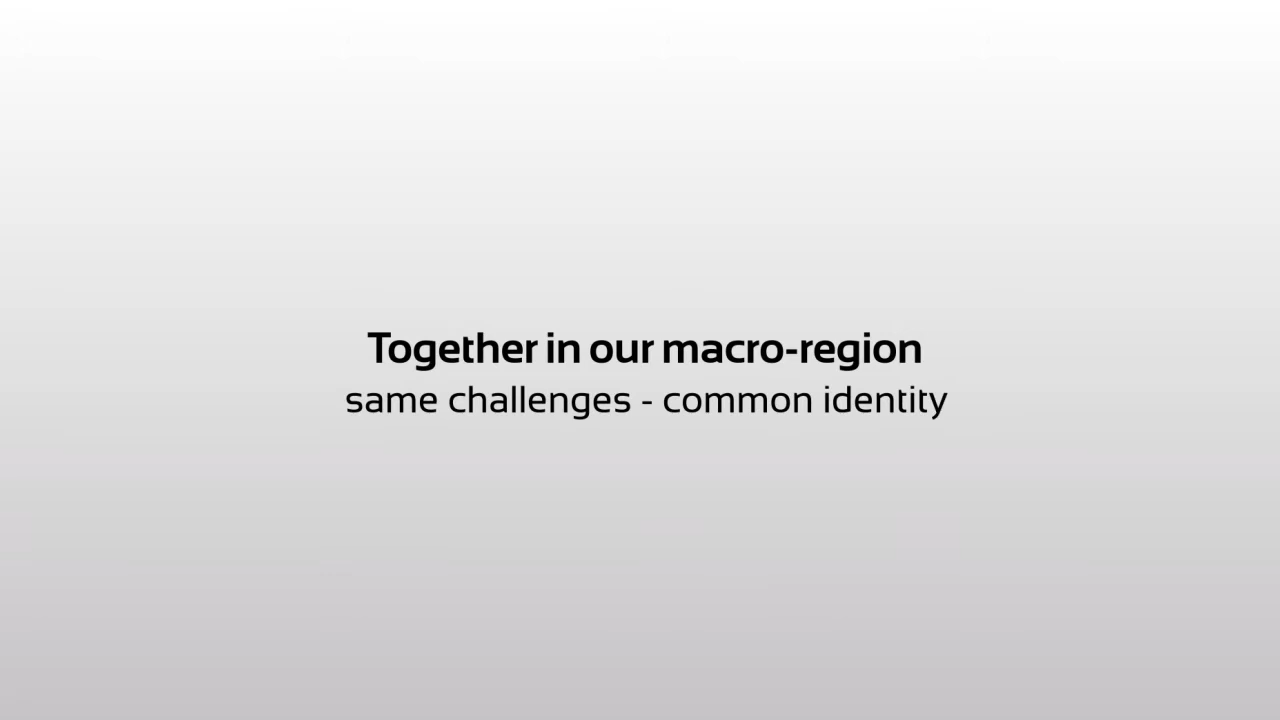 Together in our macro-region
same challenges - common identity